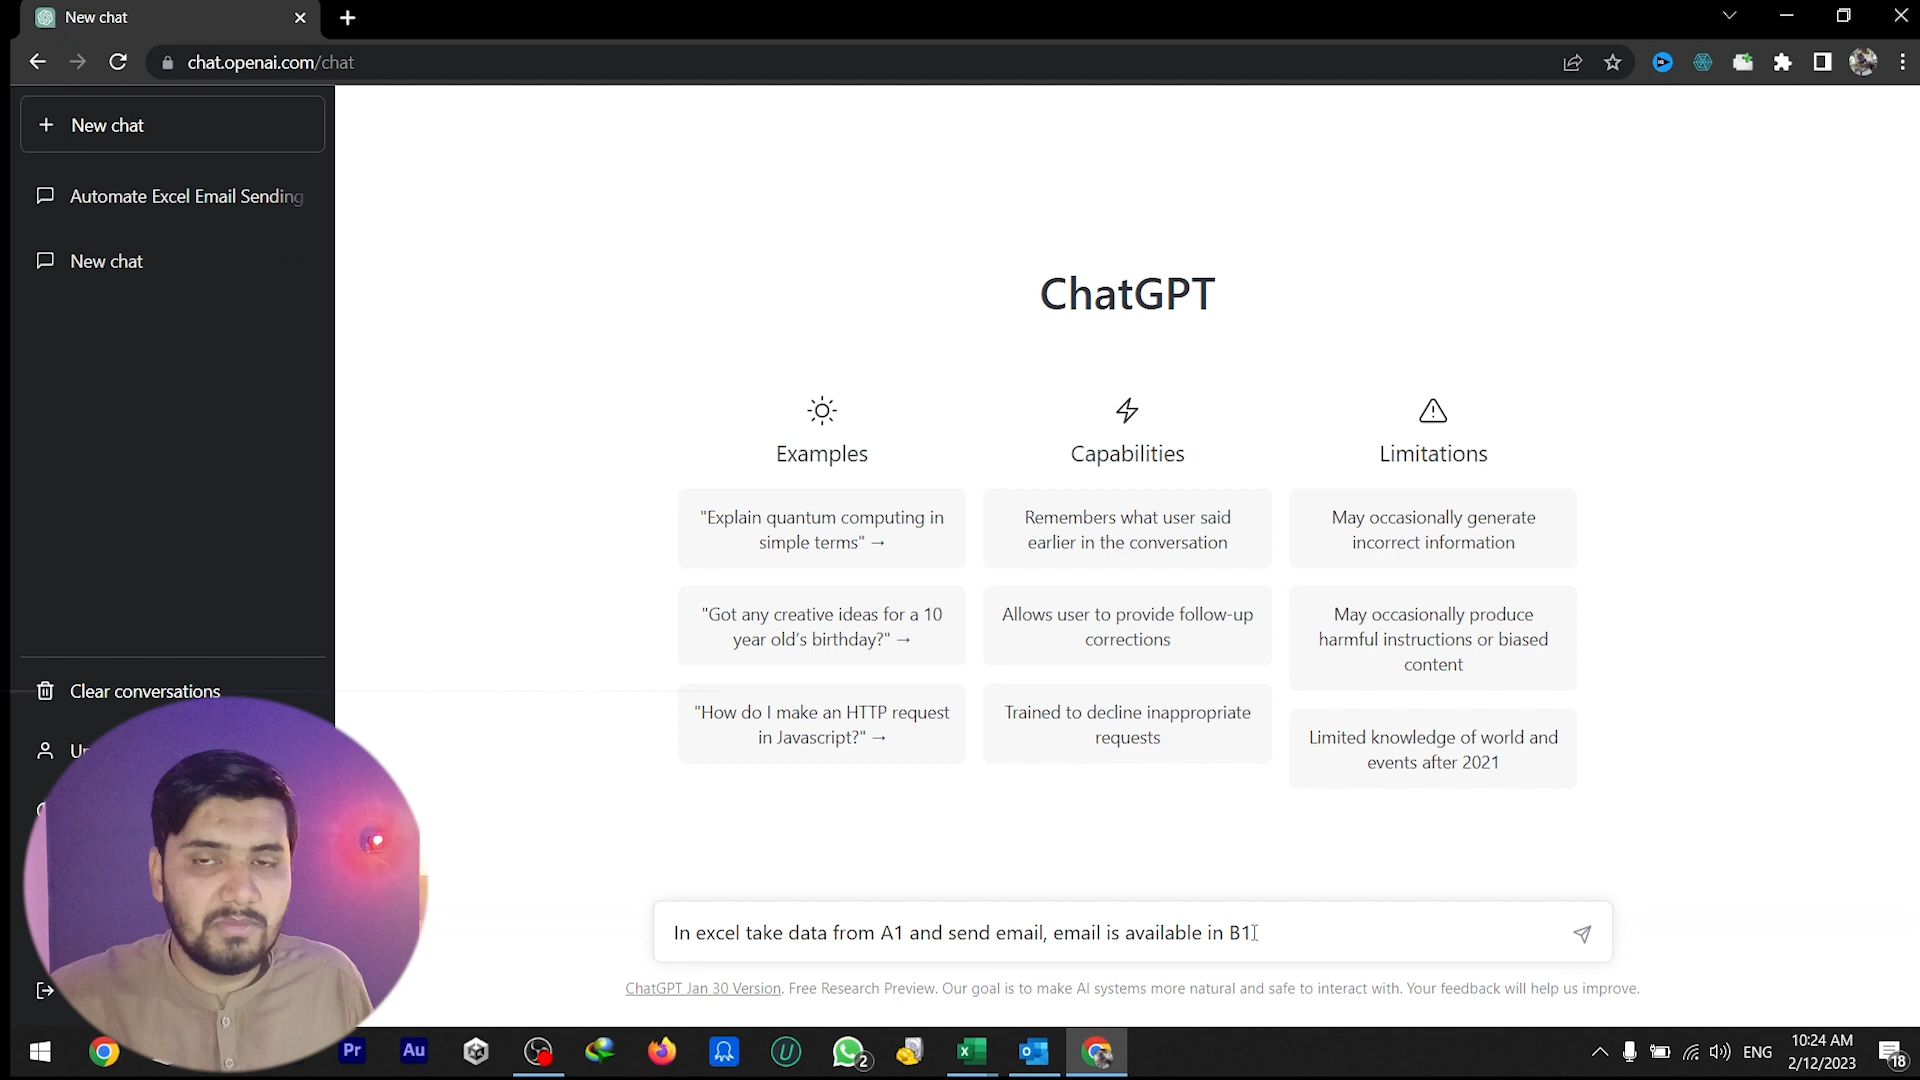 New chat
chat.openai.com/chat
New chat
Automate Excel Email Sending
New chat
ChatGPT
Examples
Capabilities
Limitations
"Explain quantum computing in
simple terms" →
Remembers what user said
earlier in the conversation
May occasionally generate
incorrect information
"Got any creative ideas for a 10
year old's birthday?" →
Allows user to provide follow-up
corrections
May occasionally produce
harmful instructions or biased
content
"How do I make an HTTP request
in Javascript?" →
Trained to decline inappropriate
requests
Limited knowledge of world and
events after 2021
Clear conversations
In excel take data from A1 and send email, email is available in B1
ChatGPT Jan 30 Version. Free Research Preview. Our goal is to make AI systems more natural and safe to interact with. Your feedback will help us improve.
Pr
Au
2
ENG
10:24 AM
2/12/2023
18